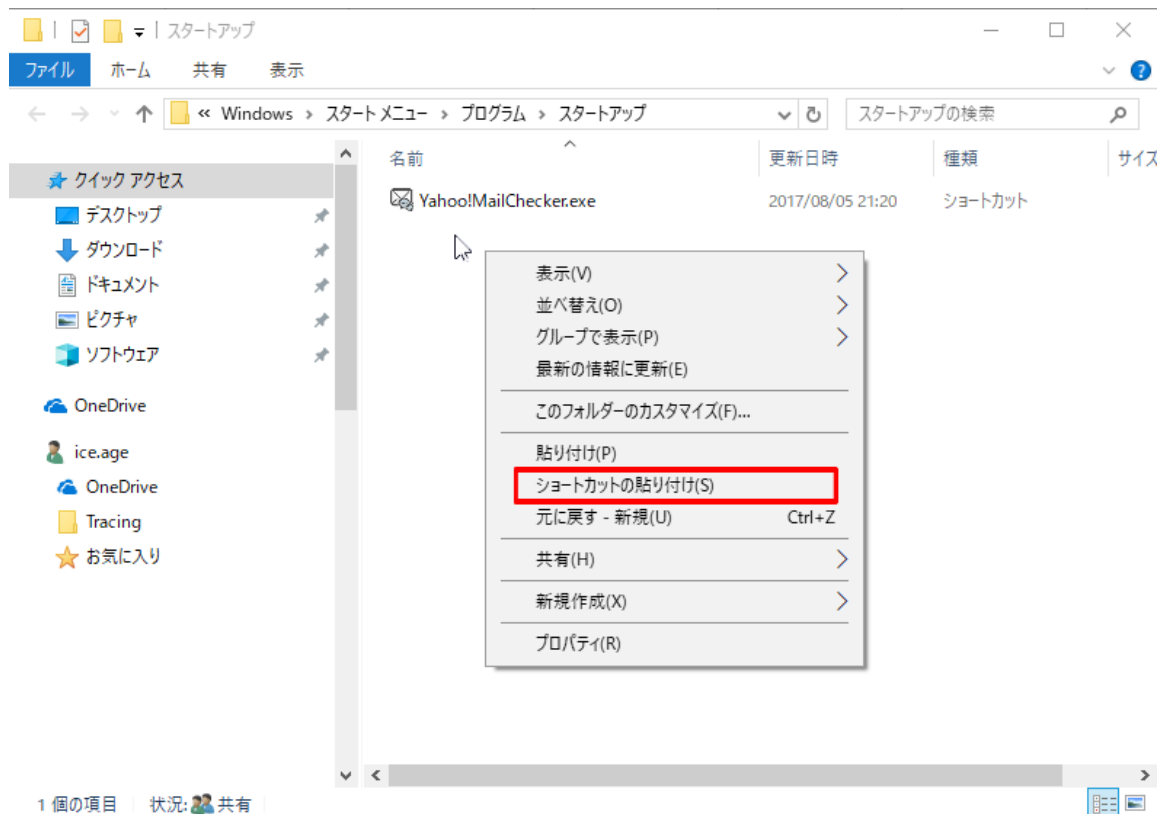 スタートアップ
ファイル ホーム 共有 表示
« Windows › スタート メニュー › プログラム › スタートアップ
スタートアップの検索
名前 更新日時 種類 サイズ
クイック アクセス
デスクトップ
ダウンロード
ドキュメント
ピクチャ
ソフトウェア
OneDrive
ice.age
OneDrive
Tracing
お気に入り
Yahoo!MailChecker.exe 2017/08/05 21:20 ショートカット
表示(V)
並べ替え(O)
グループで表示(P)
最新の情報に更新(E)
このフォルダーのカスタマイズ(F)...
貼り付け(P)
ショートカットの貼り付け(S)
元に戻す - 新規(U) Ctrl+Z
共有(H)
新規作成(X)
プロパティ(R)
1 個の項目 状況: 共有